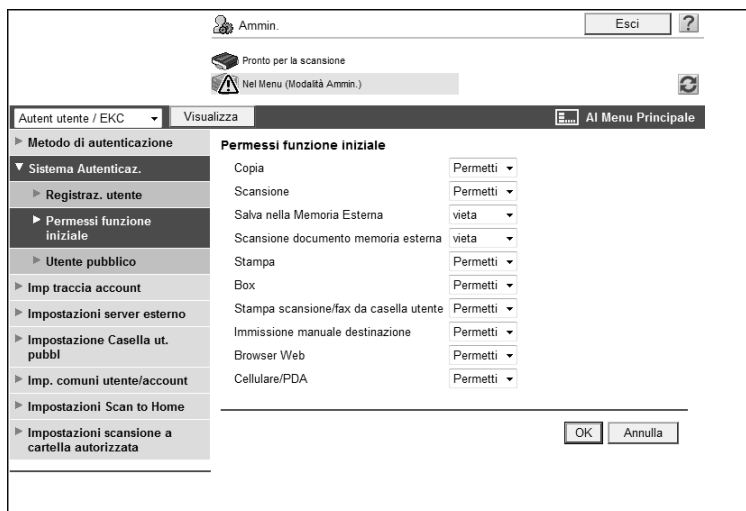 Ammin.
Esci
?
Pronto per la scansione
Nel Menu (Modalità Ammin.)
Autent utente / EKC
Visualizza
Al Menu Principale
Metodo di autenticazione
Sistema Autenticaz.
Registraz. utente
Permessi funzione
iniziale
Utente pubblico
Imp traccia account
Impostazioni server esterno
Impostazione Casella ut.
pubbl
Imp. comuni utente/account
Impostazioni Scan to Home
Impostazioni scansione a
cartella autorizzata
Permessi funzione iniziale
Copia Permetti
Scansione Permetti
Salva nella Memoria Esterna vieta
Scansione documento memoria esterna vieta
Stampa Permetti
Box Permetti
Stampa scansione/fax da casella utente Permetti
Immissione manuale destinazione Permetti
Browser Web Permetti
Cellulare/PDA Permetti
OK
Annulla